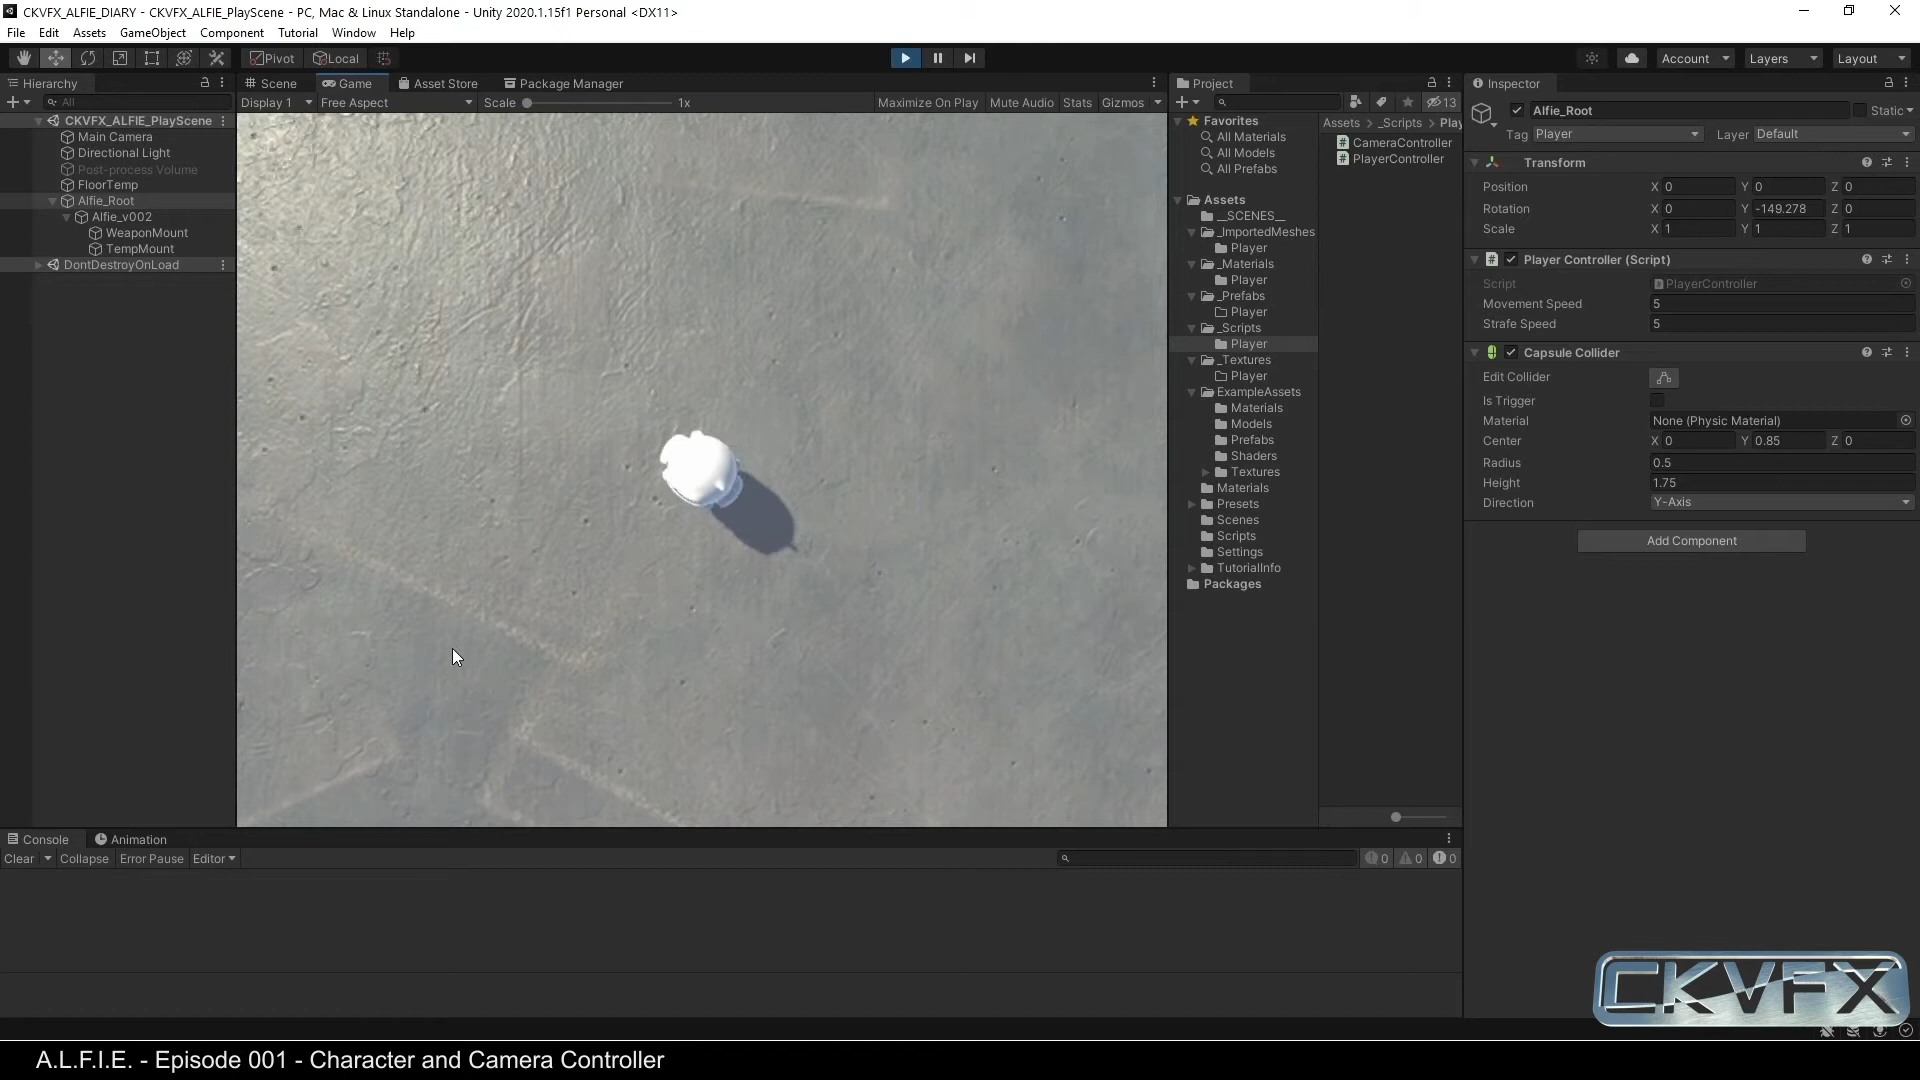 CKVFX_ALFIE_DIARY - CKVFX_ALFIE_PlayScene - PC, Mac & Linux Standalone - Unity 2020.1.15f1 Personal <DX11>
File Edit Assets GameObject Component Tutorial Window Help
Pivot Local Account Layers Layout
Hierarchy
All
CKVFX_ALFIE_PlayScene
Main Camera
Directional Light
Post-process Volume
FloorTemp
Alfie_Root
Alfie_v002
WeaponMount
TempMount
DontDestroyOnLoad
Scene Game Asset Store Package Manager
Display 1 Free Aspect Scale 1x Maximize On Play Mute Audio Stats Gizmos
Project
13
Favorites
All Materials
All Models
All Prefabs
Assets
__SCENES__
_ImportedMeshes
Player
_Materials
Player
_Prefabs
Player
_Scripts
Player
_Textures
Player
ExampleAssets
Materials
Models
Prefabs
Shaders
Textures
Materials
Presets
Scenes
Scripts
Settings
TutorialInfo
Packages
Assets > _Scripts > Play
CameraController
PlayerController
Inspector
Alfie_Root Static
Tag Player Layer Default
Transform
Position X 0 Y 0 Z 0
Rotation X 0 Y -149.278 Z 0
Scale X 1 Y 1 Z 1
Player Controller (Script)
Script PlayerController
Movement Speed 5
Strafe Speed 5
Capsule Collider
Edit Collider
Is Trigger
Material None (Physic Material)
Center X 0 Y 0.85 Z 0
Radius 0.5
Height 1.75
Direction Y-Axis
Add Component
Console Animation
Clear Collapse Error Pause Editor 0 0 0
CKVFX
A.L.F.I.E. - Episode 001 - Character and Camera Controller